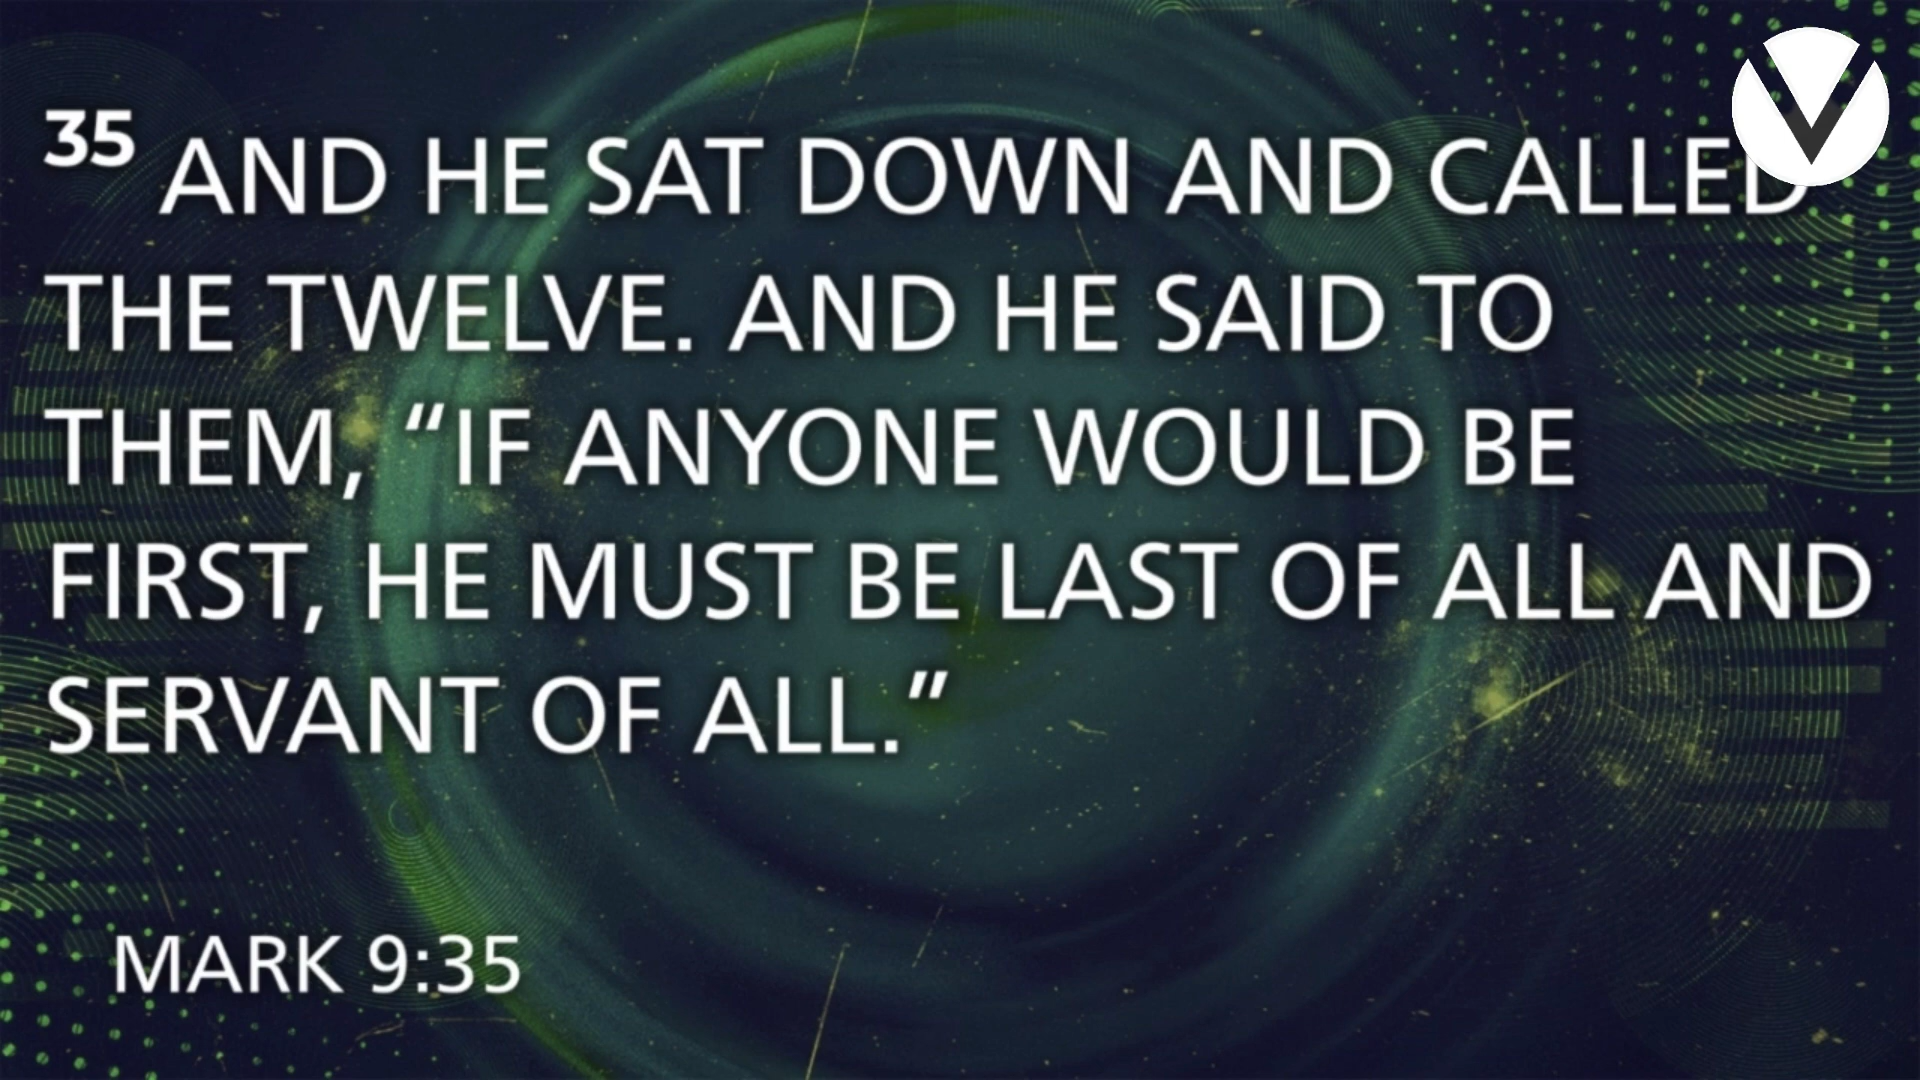 35 AND HE SAT DOWN AND CALLED
THE TWELVE. AND HE SAID TO
THEM, “IF ANYONE WOULD BE
FIRST, HE MUST BE LAST OF ALL AND
SERVANT OF ALL.”
MARK 9:35